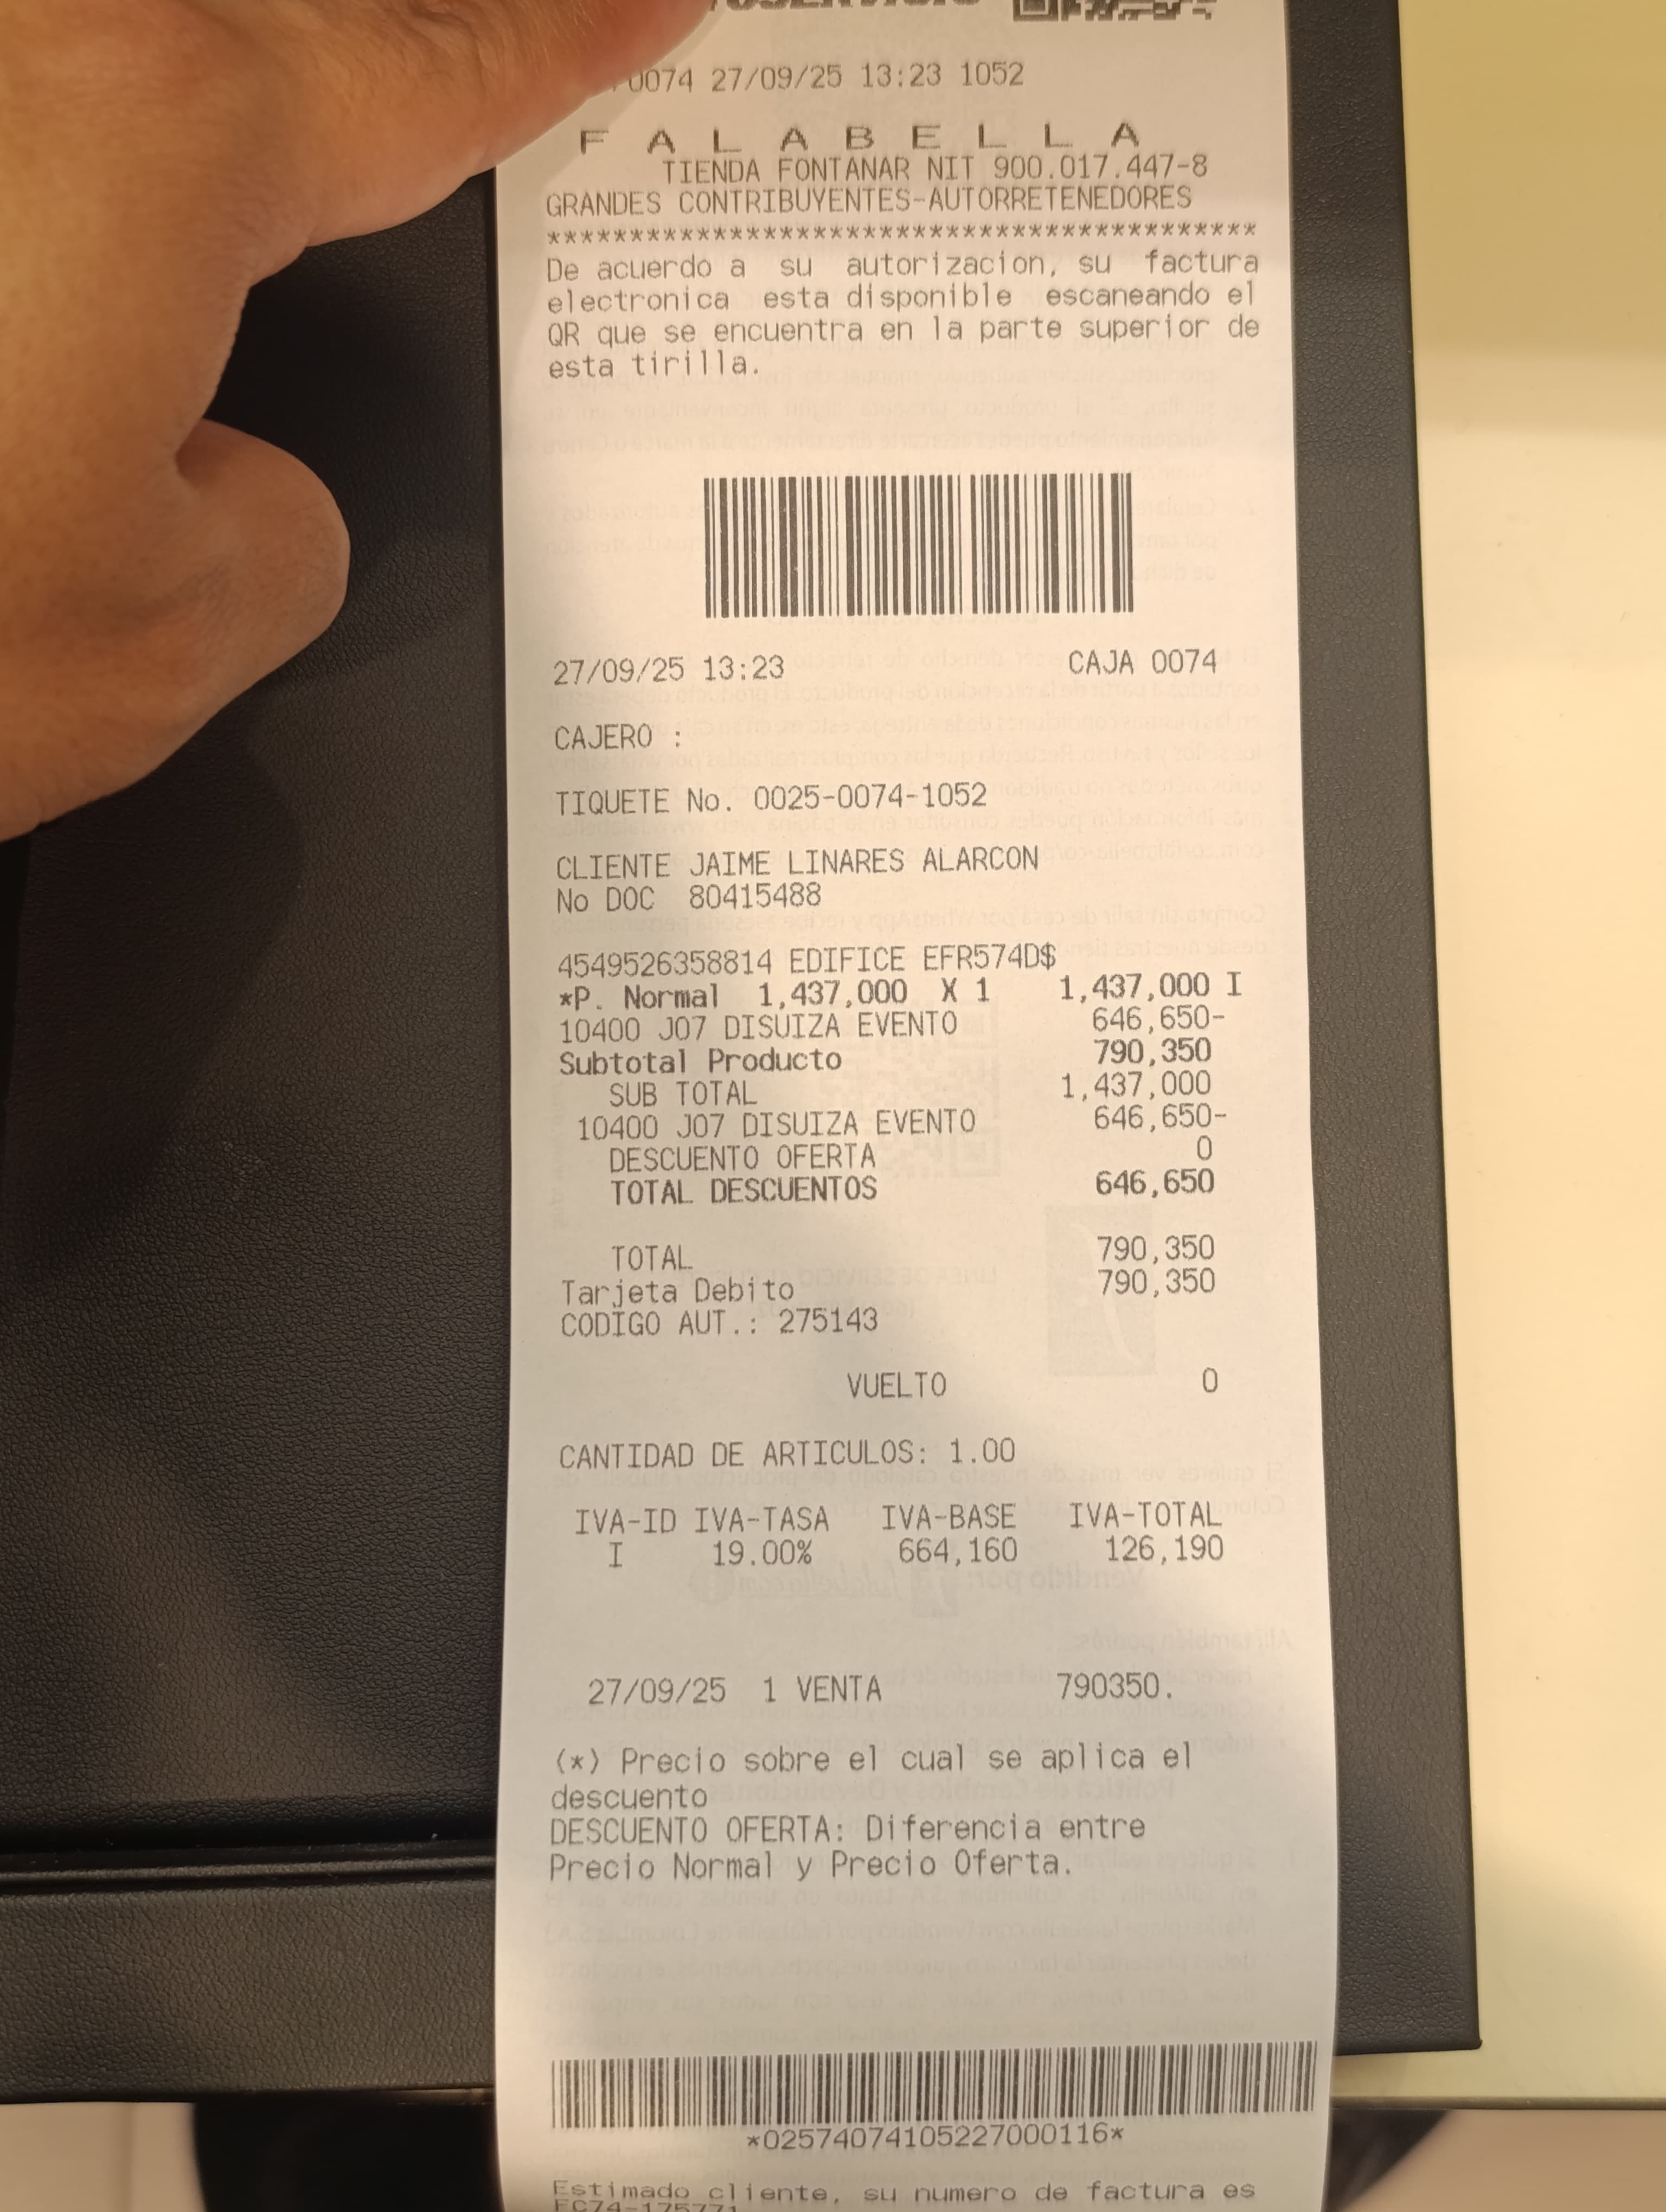 0074 27/09/25 13:23 1052
FALABELLA
TIENDA FONTANAR NIT 900.017.447-8
GRANDES CONTRIBUYENTES-AUTORRETENEDORES
*******************************************
De acuerdo a su autorizacion, su factura
electronica esta disponible escaneando el
QR que se encuentra en la parte superior de
esta tirilla.
27/09/25 13:23 CAJA 0074
CAJERO :
TIQUETE No. 0025-0074-1052
CLIENTE JAIME LINARES ALARCON
No DOC 80415488
4549526358814 EDIFICE EFR574D$
*P. Normal 1,437,000 X 1 1,437,000 I
10400 J07 DISUIZA EVENTO 646,650-
Subtotal Producto 790,350
SUB TOTAL 1,437,000
10400 J07 DISUIZA EVENTO 646,650-
DESCUENTO OFERTA 0
TOTAL DESCUENTOS 646,650
TOTAL 790,350
Tarjeta Debito 790,350
CODIGO AUT.: 275143
VUELTO 0
CANTIDAD DE ARTICULOS: 1.00
IVA-ID IVA-TASA IVA-BASE IVA-TOTAL
I 19.00% 664,160 126,190
27/09/25 1 VENTA 790350.
(*) Precio sobre el cual se aplica el
descuento
DESCUENTO OFERTA: Diferencia entre
Precio Normal y Precio Oferta.
*02574074105227000116*
Estimado cliente, su numero de factura es